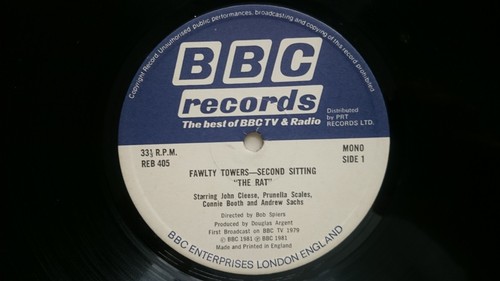 Copyright Record. Unauthorised public performances, broadcasting and copying of this record prohibited
BBC
records
The best of BBC TV & Radio
Distributed
by PRT
RECORDS LTD.
33⅓ R.P.M.
REB 405
MONO
SIDE 1
FAWLTY TOWERS—SECOND SITTING
"THE RAT"
Starring John Cleese, Prunella Scales,
Connie Booth and Andrew Sachs
Directed by Bob Spiers
Produced by Douglas Argent
First Broadcast on BBC TV 1979
© BBC 1981 ℗ BBC 1981
Made and Printed in England
BBC ENTERPRISES LONDON ENGLAND